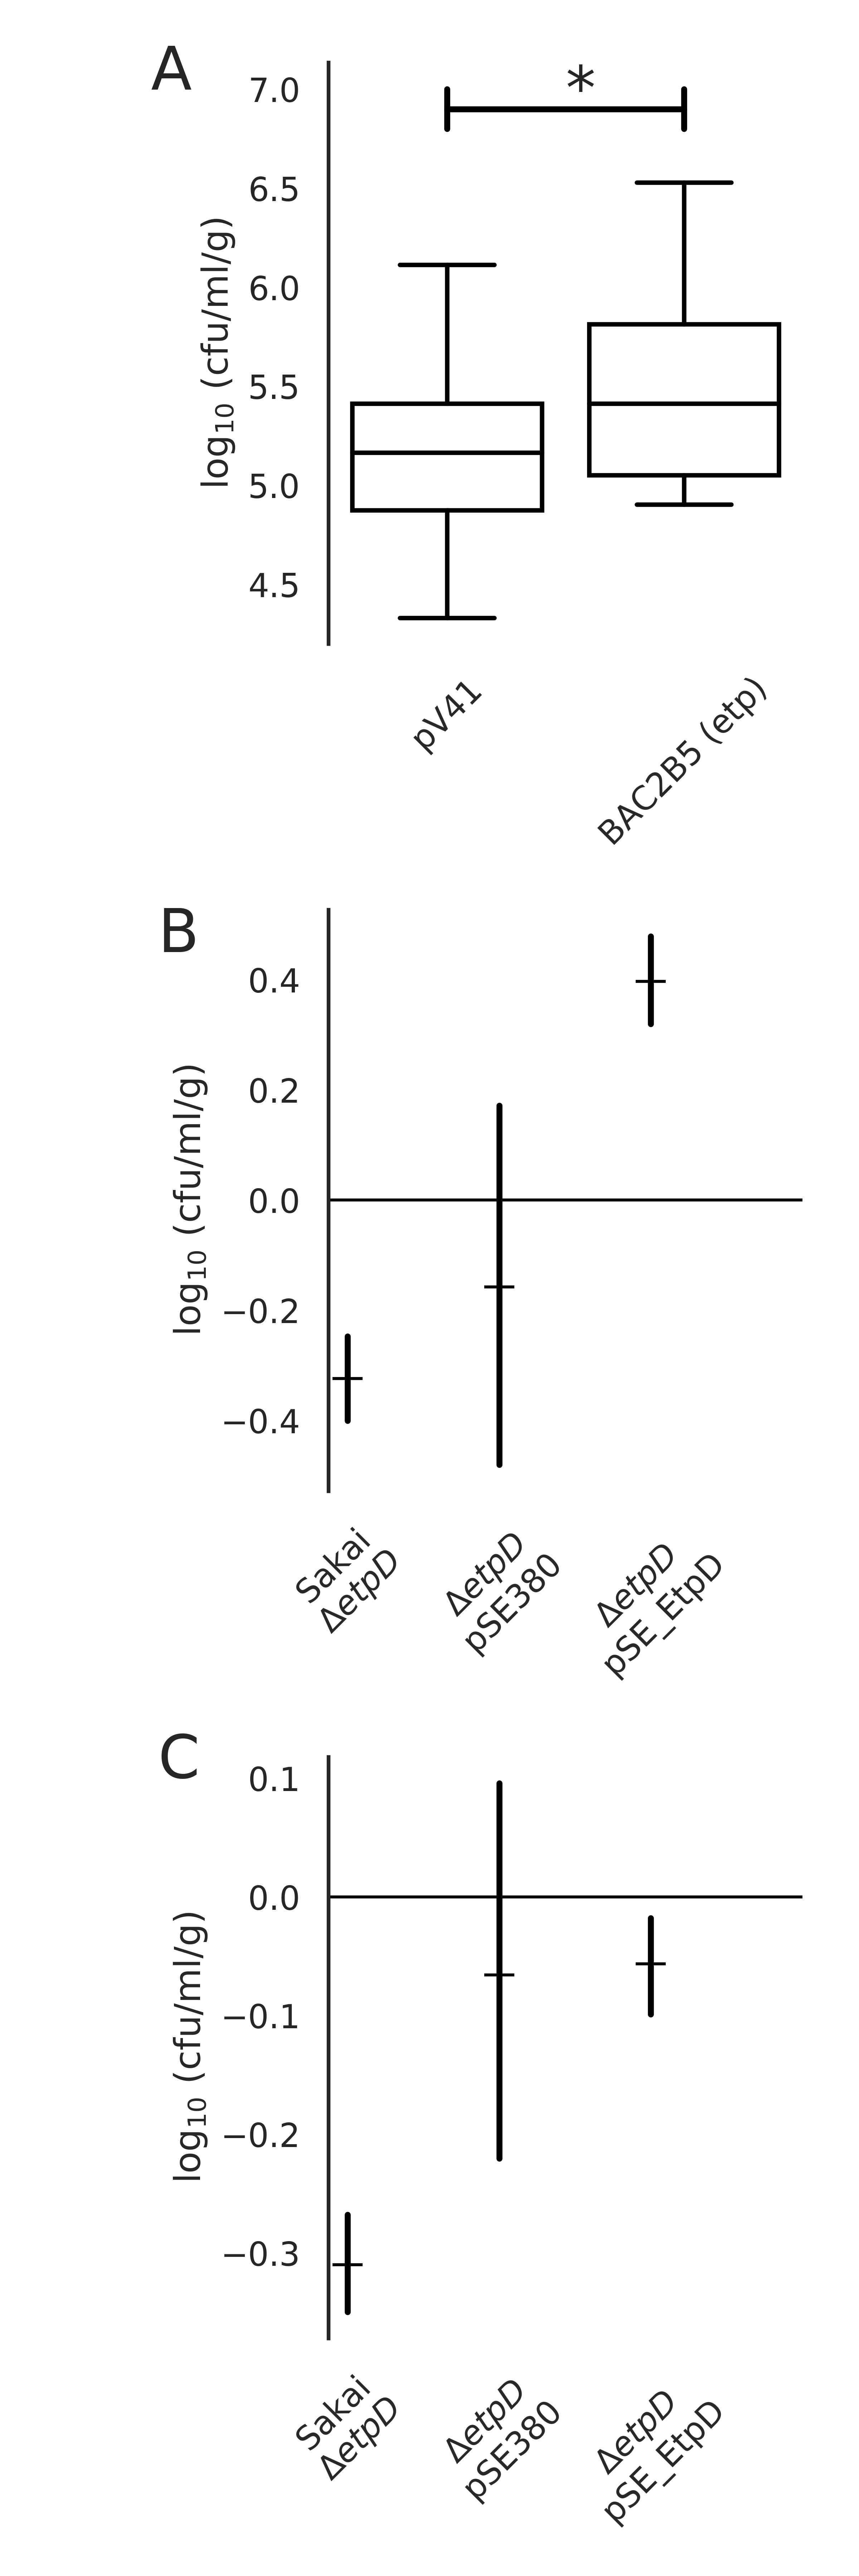 A
7.0
*
6.5
6.0
5.5
5.0
4.5
log₁₀ (cfu/ml/g)
pV41
BAC2B5 (etp)
B
0.4
0.2
0.0
−0.2
−0.4
log₁₀ (cfu/ml/g)
Sakai
ΔetpD
ΔetpD
pSE380
ΔetpD
pSE_EtpD
C
0.1
0.0
−0.1
−0.2
−0.3
log₁₀ (cfu/ml/g)
Sakai
ΔetpD
ΔetpD
pSE380
ΔetpD
pSE_EtpD